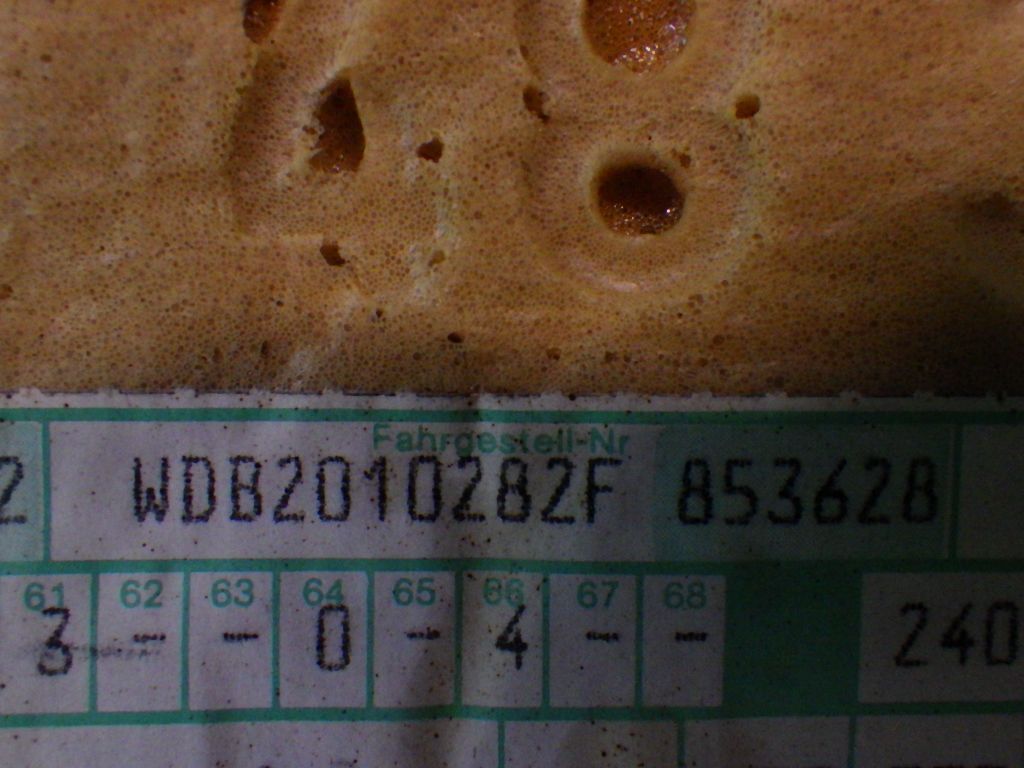 Fahrgestell-Nr
2 WDB2010282F 853628
61 62 63 64 65 66 67 68
3 - - 0 - 4 - - 240